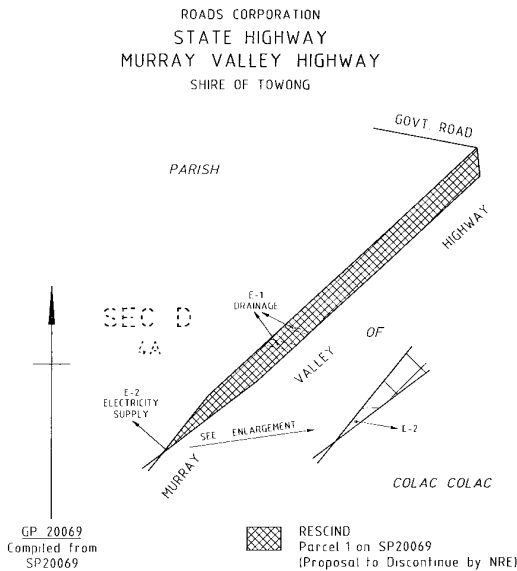 ROADS CORPORATION
STATE HIGHWAY
MURRAY VALLEY HIGHWAY
SHIRE OF TOWONG
GOVT. ROAD
PARISH
HIGHWAY
E-1
DRAINAGE
SEC D
4A
OF
VALLEY
E-2
ELECTRICITY
SUPPLY
SEE ENLARGEMENT
E-2
MURRAY
COLAC COLAC
GP 20069
Compiled from
SP20069
RESCIND
Parcel 1 on SP20069
(Proposal to Discontinue by NRE)